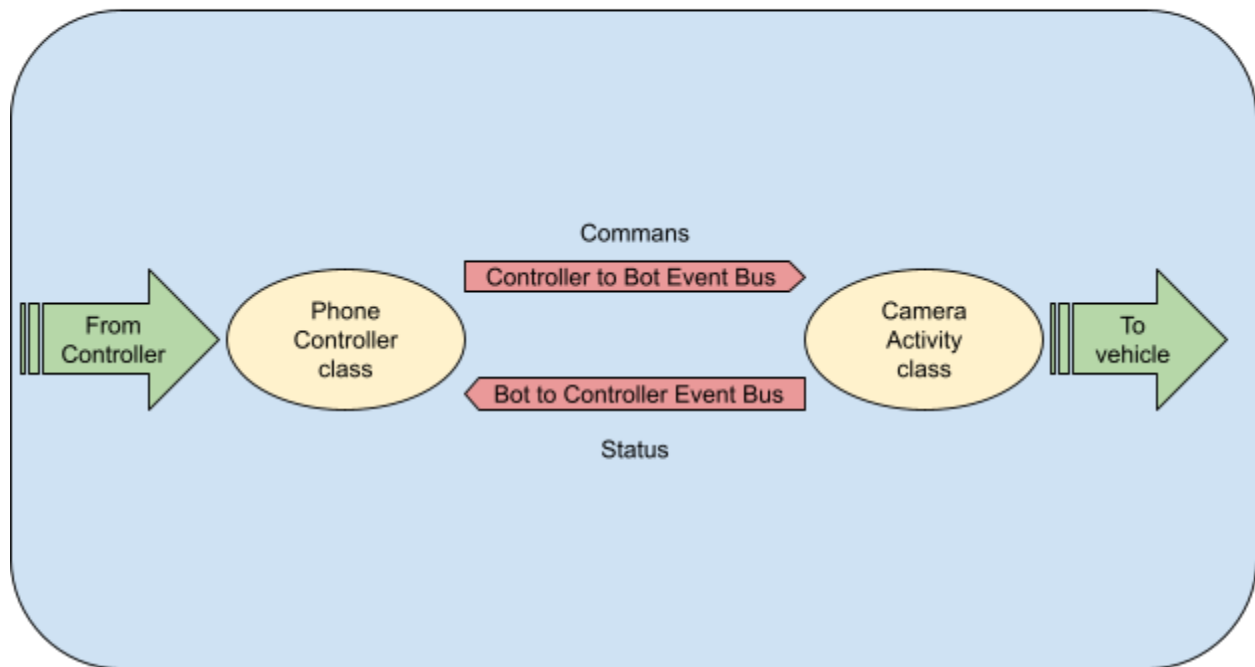 Commans
Controller to Bot Event Bus
From
Controller
Phone
Controller
class
Camera
Activity
class
To
vehicle
Bot to Controller Event Bus
Status